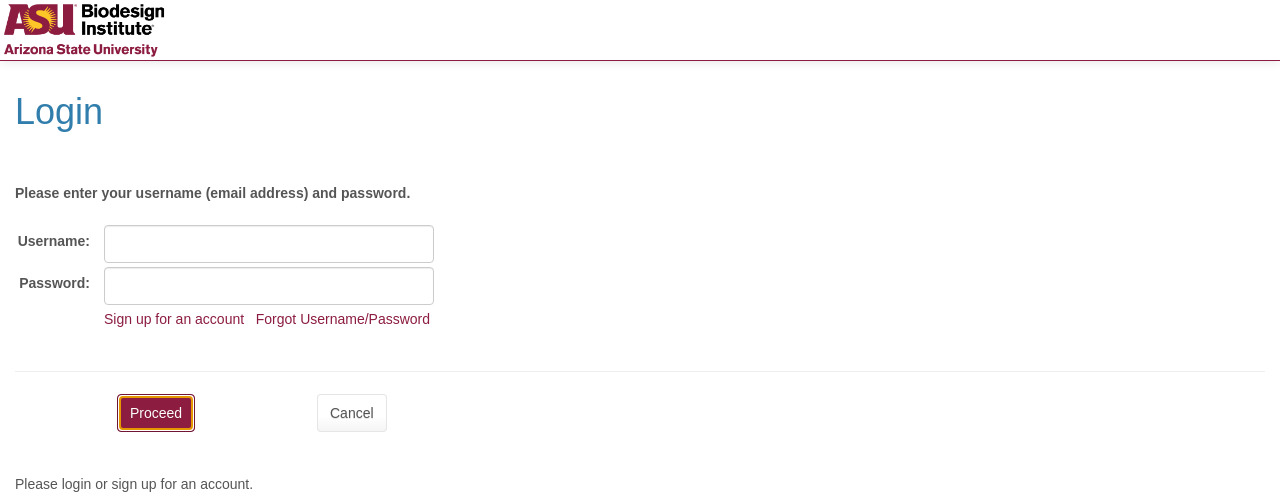 ASU Biodesign
Institute
Arizona State University
Login
Please enter your username (email address) and password.
Username:
Password:
Sign up for an account Forgot Username/Password
Proceed Cancel
Please login or sign up for an account.